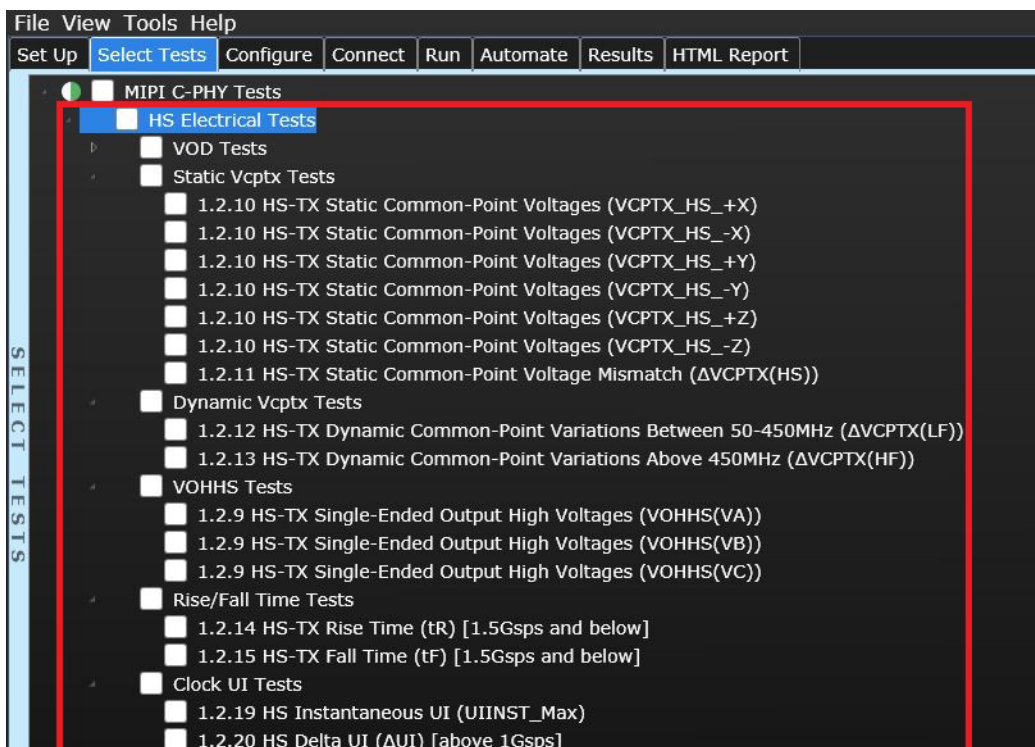 File View Tools Help
Set Up Select Tests Configure Connect Run Automate Results HTML Report
MIPI C-PHY Tests
HS Electrical Tests
VOD Tests
Static Vcptx Tests
1.2.10 HS-TX Static Common-Point Voltages (VCPTX_HS_+X)
1.2.10 HS-TX Static Common-Point Voltages (VCPTX_HS_-X)
1.2.10 HS-TX Static Common-Point Voltages (VCPTX_HS_+Y)
1.2.10 HS-TX Static Common-Point Voltages (VCPTX_HS_-Y)
1.2.10 HS-TX Static Common-Point Voltages (VCPTX_HS_+Z)
1.2.10 HS-TX Static Common-Point Voltages (VCPTX_HS_-Z)
1.2.11 HS-TX Static Common-Point Voltage Mismatch (ΔVCPTX(HS))
Dynamic Vcptx Tests
1.2.12 HS-TX Dynamic Common-Point Variations Between 50-450MHz (ΔVCPTX(LF))
1.2.13 HS-TX Dynamic Common-Point Variations Above 450MHz (ΔVCPTX(HF))
VOHHS Tests
1.2.9 HS-TX Single-Ended Output High Voltages (VOHHS(VA))
1.2.9 HS-TX Single-Ended Output High Voltages (VOHHS(VB))
1.2.9 HS-TX Single-Ended Output High Voltages (VOHHS(VC))
Rise/Fall Time Tests
1.2.14 HS-TX Rise Time (tR) [1.5Gsps and below]
1.2.15 HS-TX Fall Time (tF) [1.5Gsps and below]
Clock UI Tests
1.2.19 HS Instantaneous UI (UIINST_Max)
1.2.20 HS Delta UI (ΔUI) [above 1Gsps]
SELECT TESTS